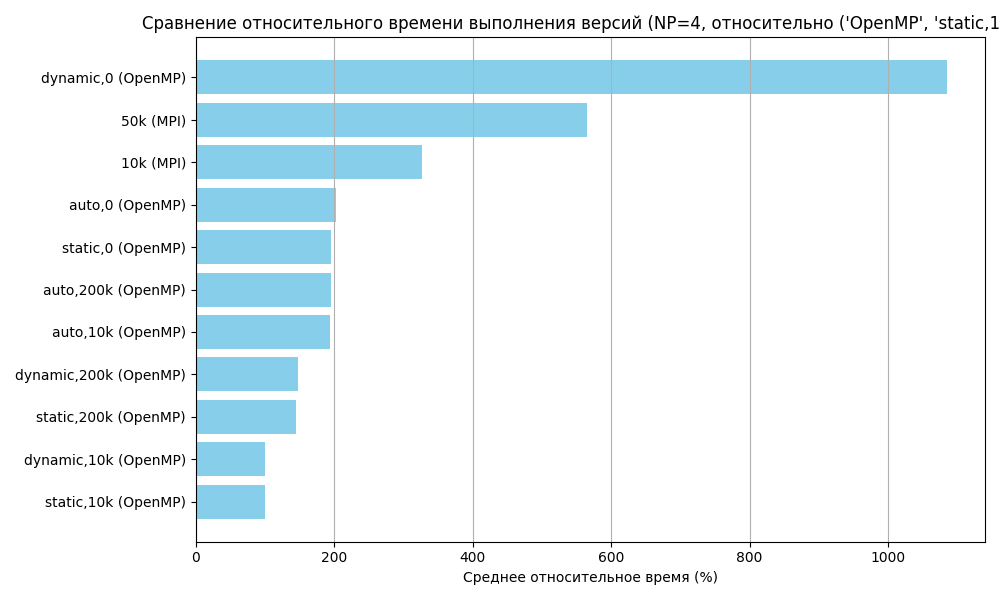 Сравнение относительного времени выполнения версий (NP=4, относительно ('OpenMP', 'static,1
dynamic,0 (OpenMP)
50k (MPI)
10k (MPI)
auto,0 (OpenMP)
static,0 (OpenMP)
auto,200k (OpenMP)
auto,10k (OpenMP)
dynamic,200k (OpenMP)
static,200k (OpenMP)
dynamic,10k (OpenMP)
static,10k (OpenMP)
0 200 400 600 800 1000
Среднее относительное время (%)